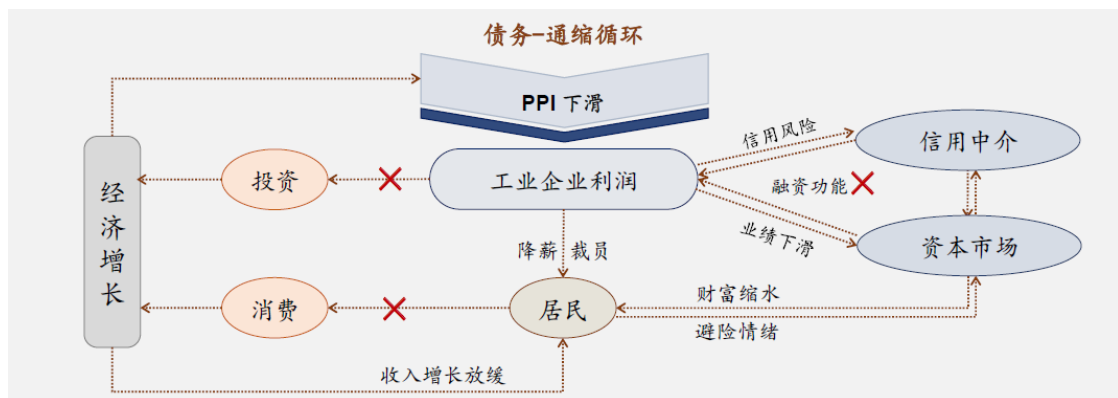 债务-通缩循环
PPI 下滑
信用风险
信用中介
投资
工业企业利润
融资功能
经济增长
业绩下滑
资本市场
降薪 裁员
消费
居民
财富缩水
避险情绪
收入增长放缓